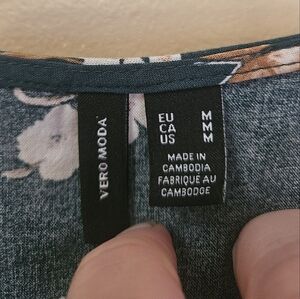 VERO MODA
EU M
CA M
US M
MADE IN
CAMBODIA
FABRIQUÉ AU
CAMBODGE